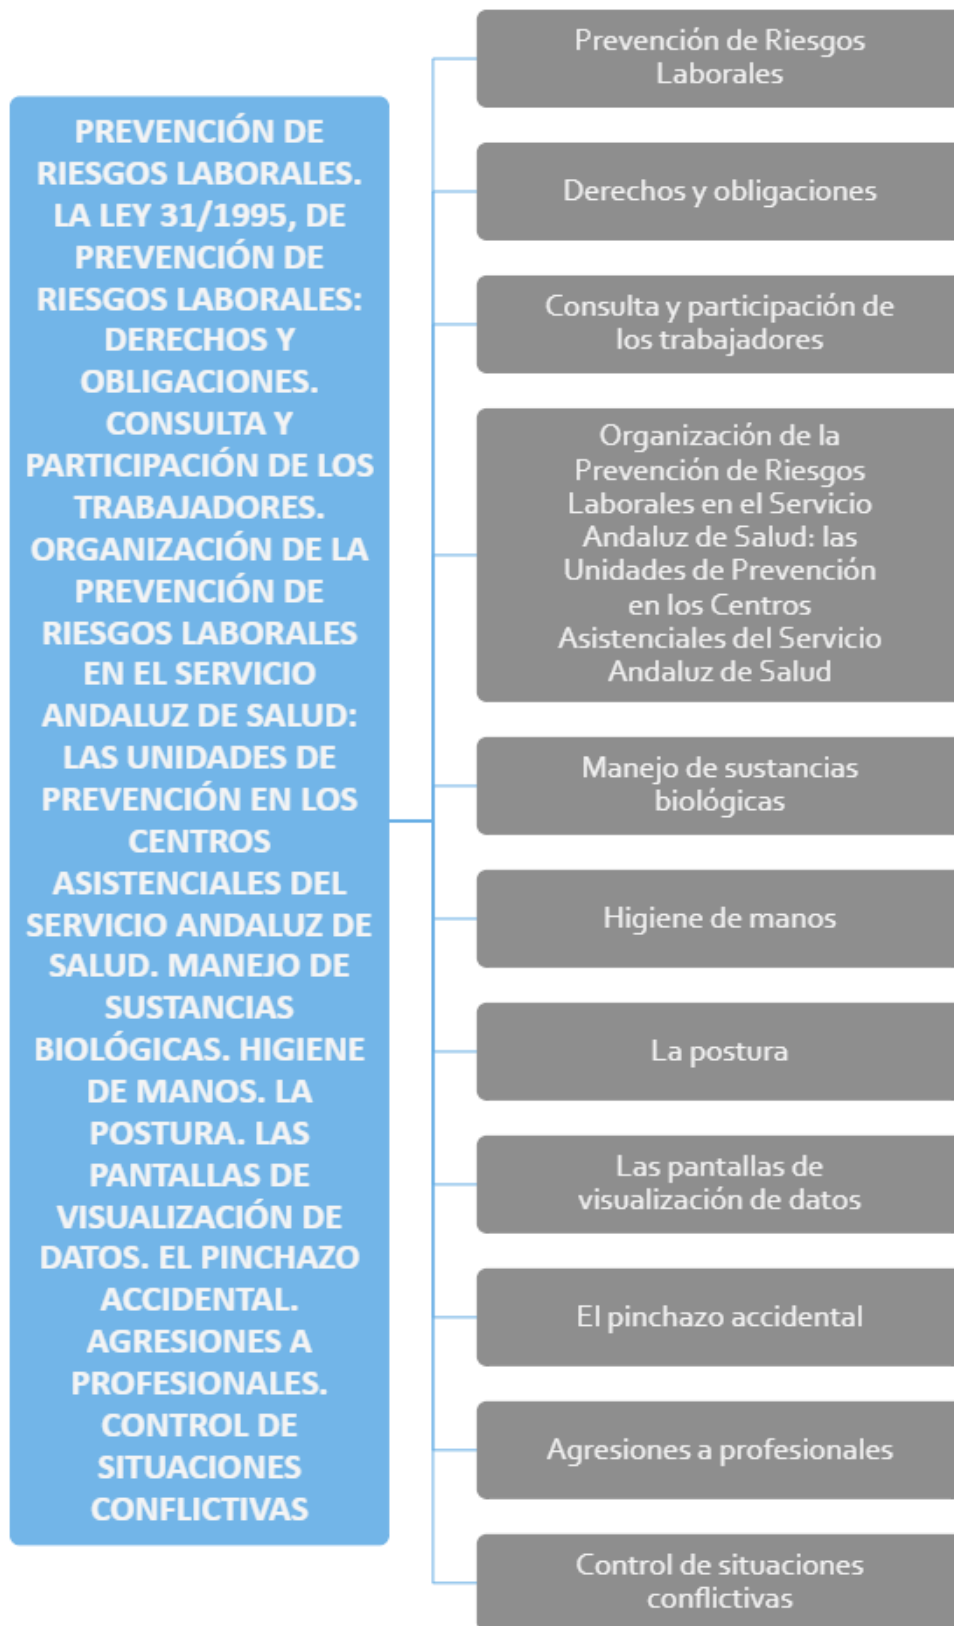 PREVENCIÓN DE
RIESGOS LABORALES.
LA LEY 31/1995, DE
PREVENCIÓN DE
RIESGOS LABORALES:
DERECHOS Y
OBLIGACIONES.
CONSULTA Y
PARTICIPACIÓN DE LOS
TRABAJADORES.
ORGANIZACIÓN DE LA
PREVENCIÓN DE
RIESGOS LABORALES
EN EL SERVICIO
ANDALUZ DE SALUD:
LAS UNIDADES DE
PREVENCIÓN EN LOS
CENTROS
ASISTENCIALES DEL
SERVICIO ANDALUZ DE
SALUD. MANEJO DE
SUSTANCIAS
BIOLÓGICAS. HIGIENE
DE MANOS. LA
POSTURA. LAS
PANTALLAS DE
VISUALIZACIÓN DE
DATOS. EL PINCHAZO
ACCIDENTAL.
AGRESIONES A
PROFESIONALES.
CONTROL DE
SITUACIONES
CONFLICTIVAS
Prevención de Riesgos
Laborales
Derechos y obligaciones
Consulta y participación de
los trabajadores
Organización de la
Prevención de Riesgos
Laborales en el Servicio
Andaluz de Salud: las
Unidades de Prevención
en los Centros
Asistenciales del Servicio
Andaluz de Salud
Manejo de sustancias
biológicas
Higiene de manos
La postura
Las pantallas de
visualización de datos
El pinchazo accidental
Agresiones a profesionales
Control de situaciones
conflictivas